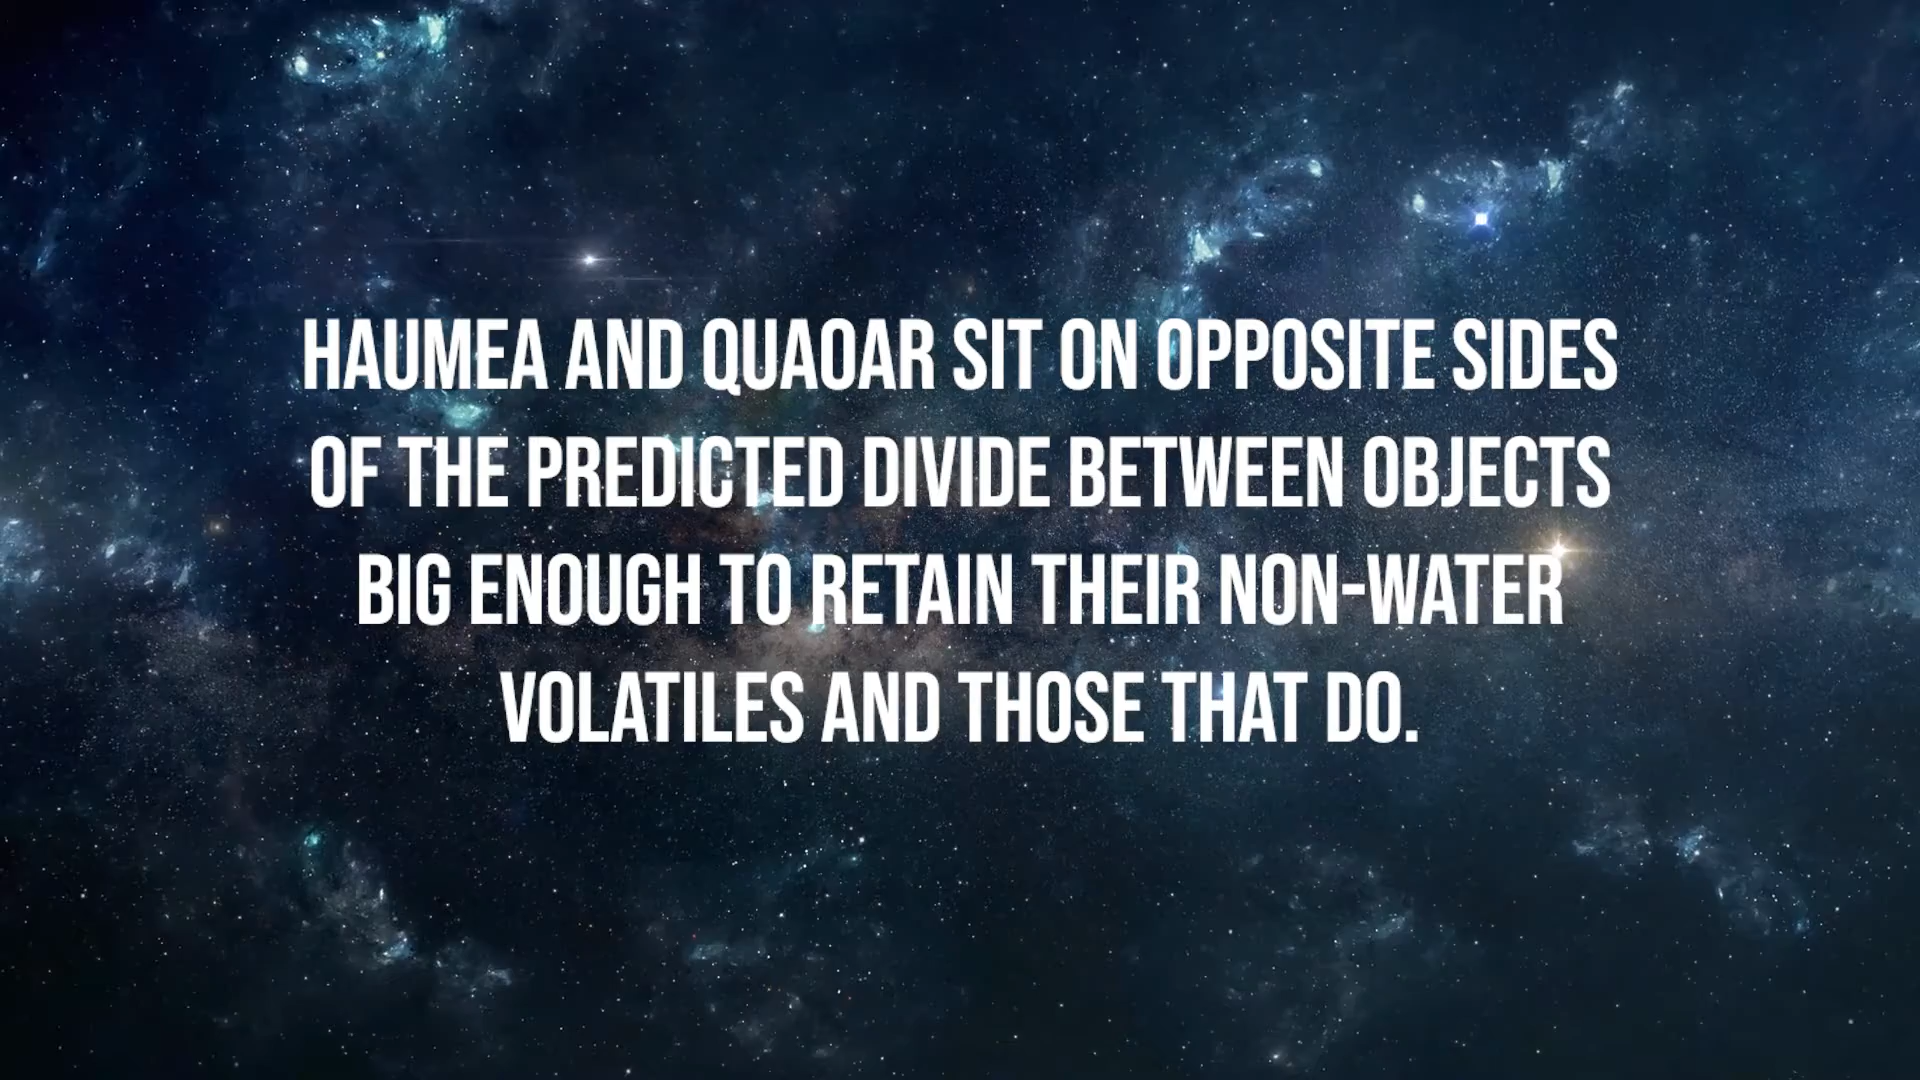 HAUMEA AND QUAOAR SIT ON OPPOSITE SIDES
OF THE PREDICTED DIVIDE BETWEEN OBJECTS
BIG ENOUGH TO RETAIN THEIR NON-WATER
VOLATILES AND THOSE THAT DO.